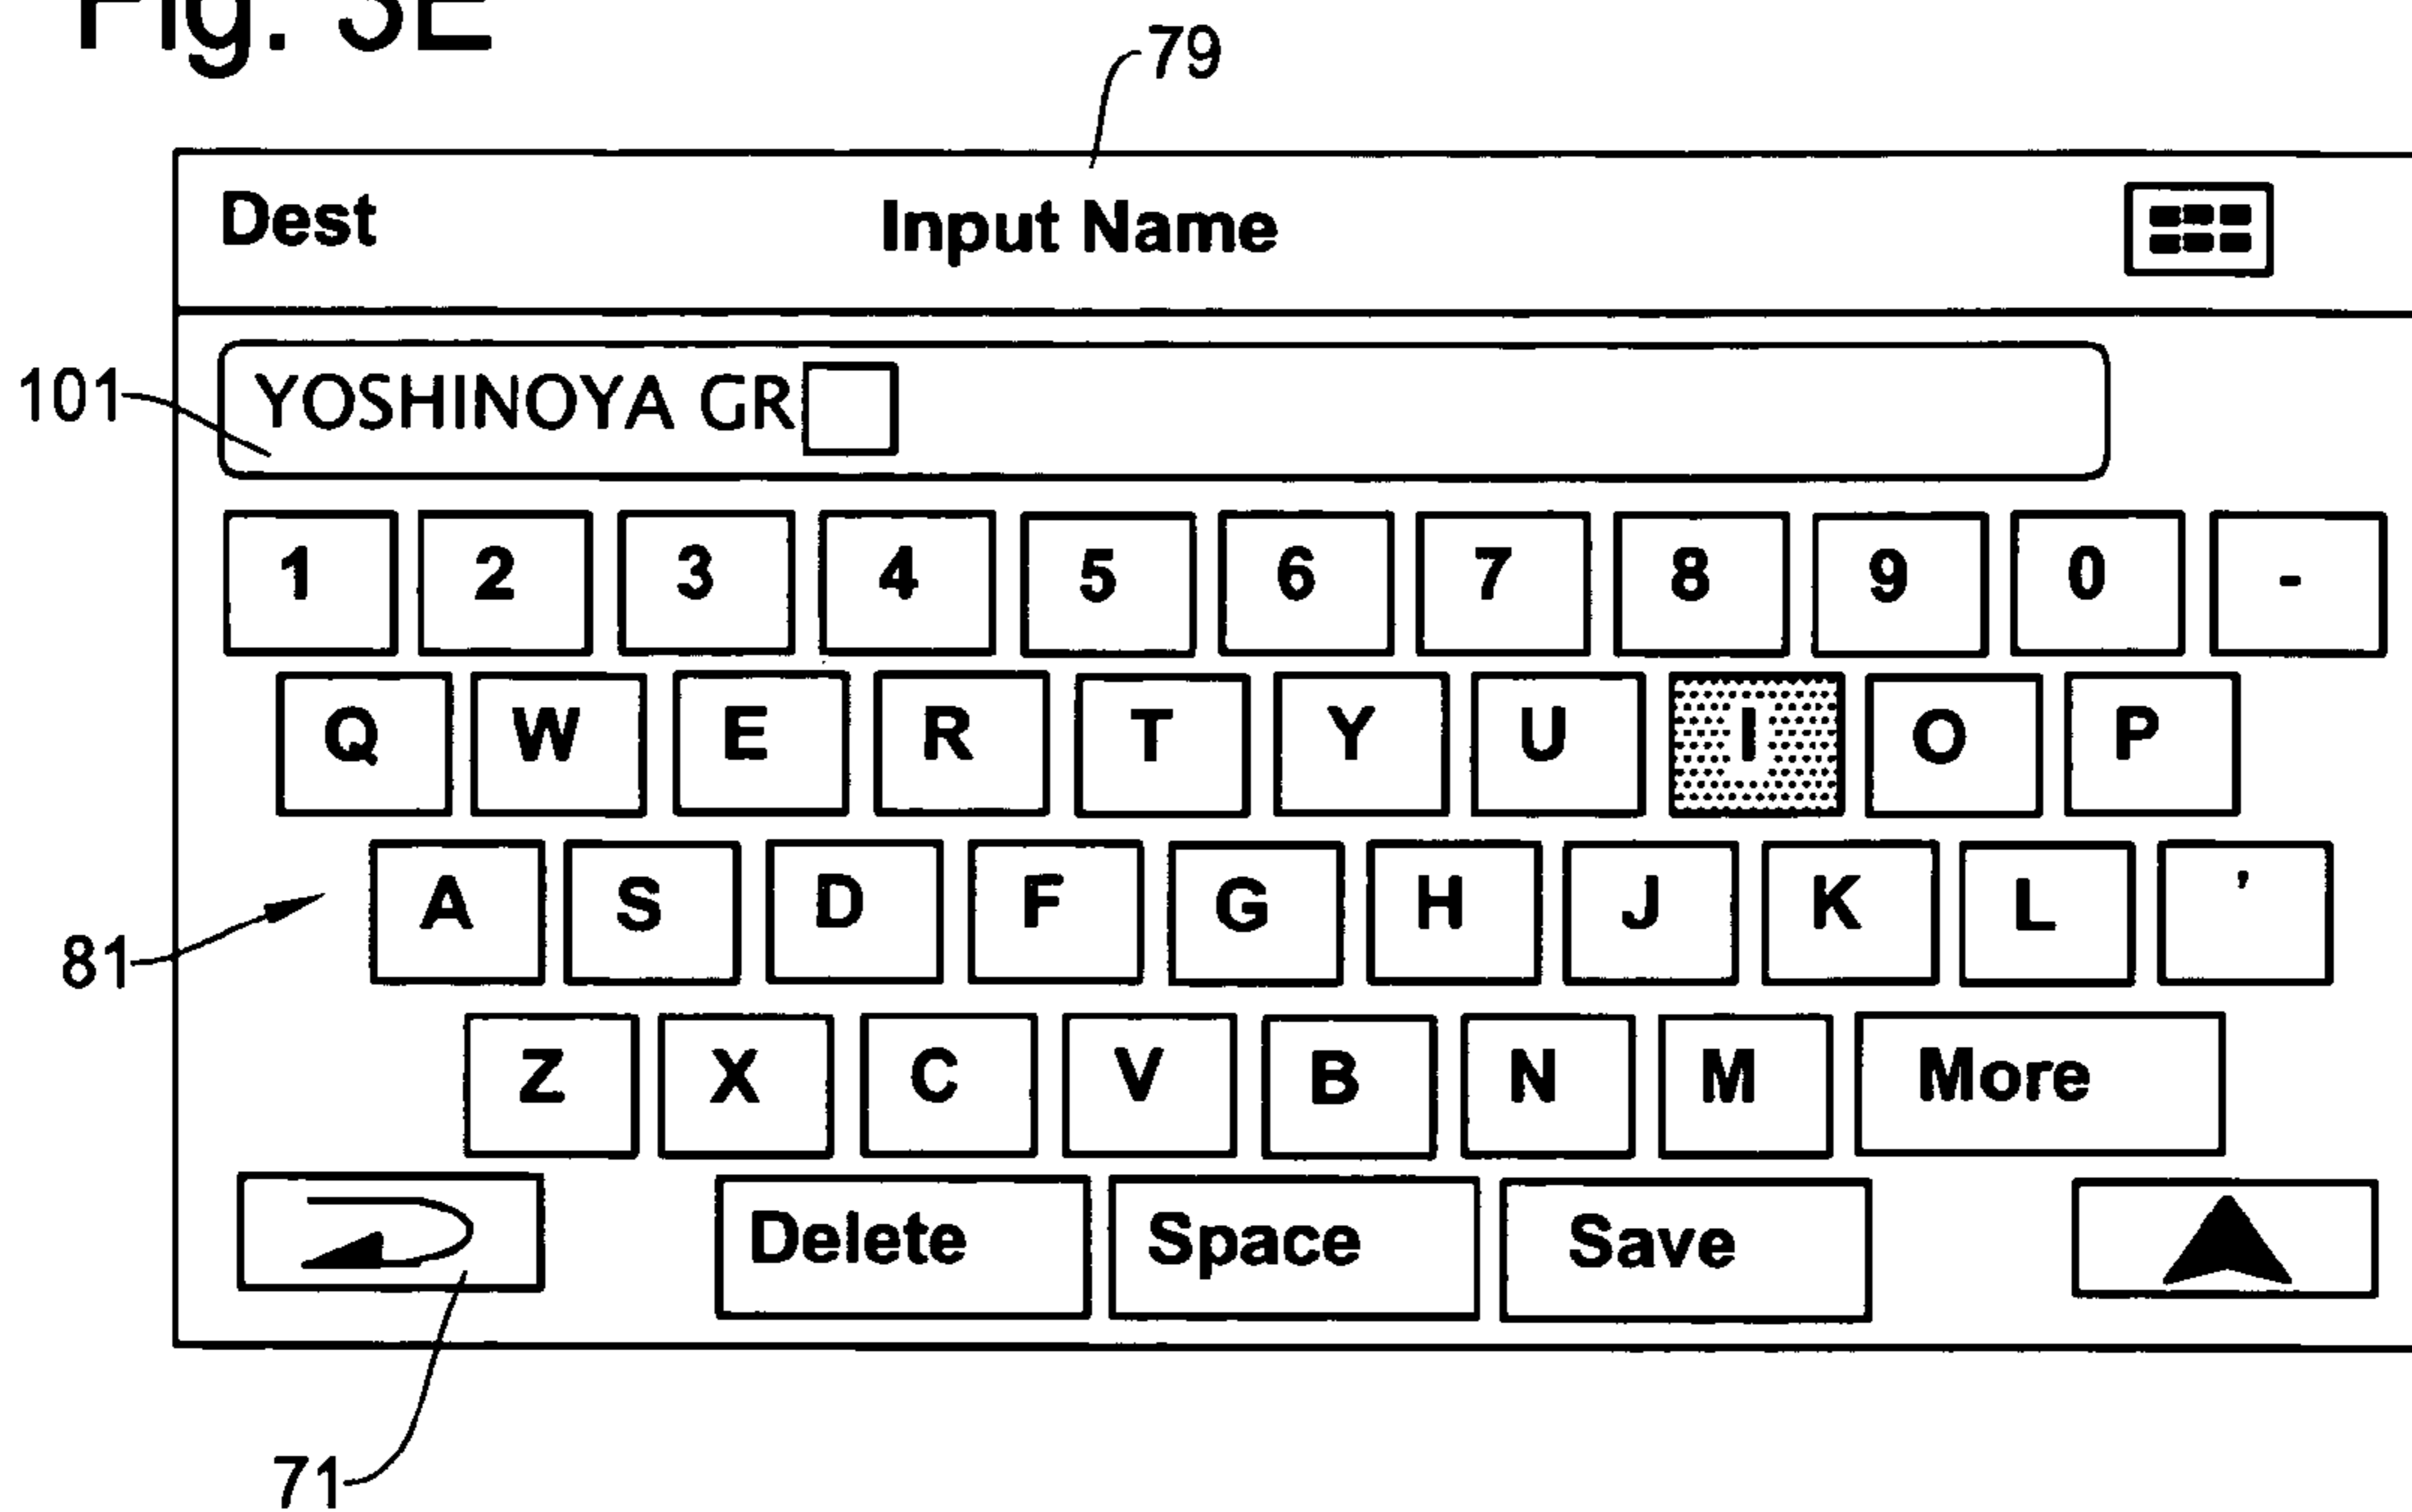 Fig. 3E
79
Dest Input Name
101
YOSHINOYA GR
1 2 3 4 5 6 7 8 9 0 -
Q W E R T Y U I O P
A S D F G H J K L ’
81
Z X C V B N M More
Delete Space Save
71